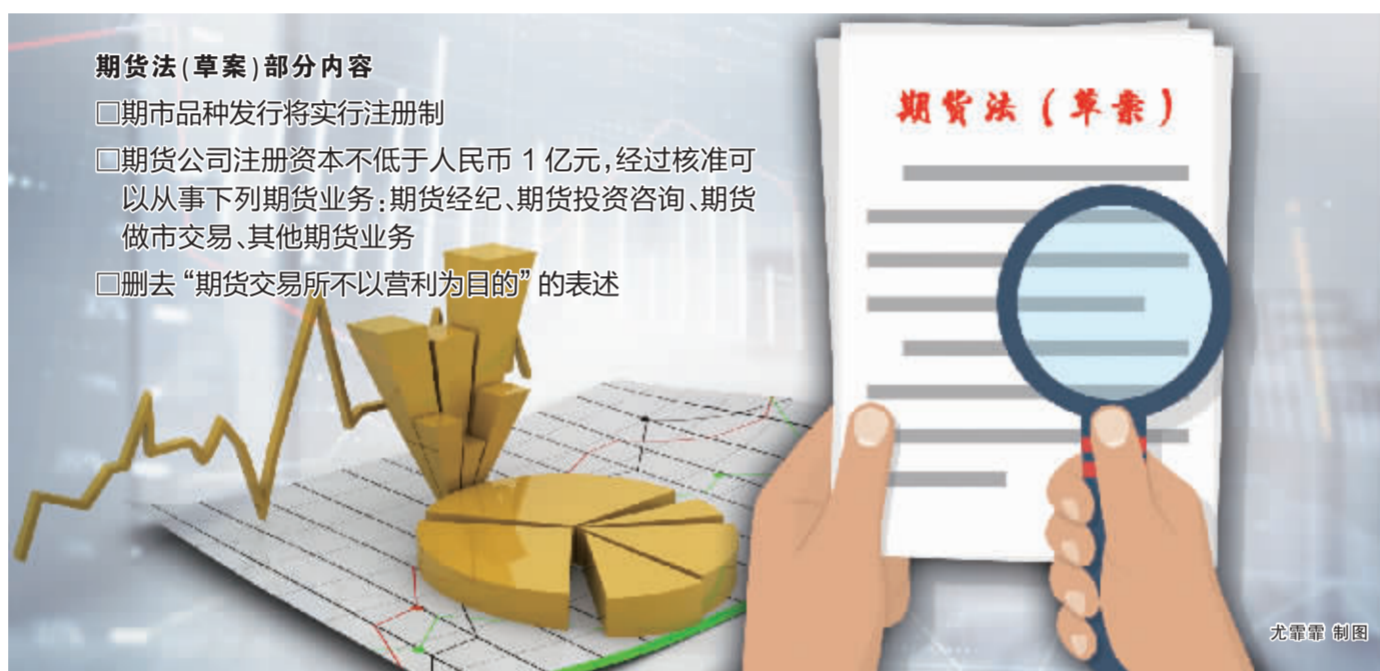 期货法(草案)部分内容
□期市品种发行将实行注册制
□期货公司注册资本不低于人民币 1 亿元,经过核准可
以从事下列期货业务:期货经纪、期货投资咨询、期货
做市交易、其他期货业务
□删去“期货交易所不以营利为目的”的表述
期货法(草案)
尤霏霏 制图